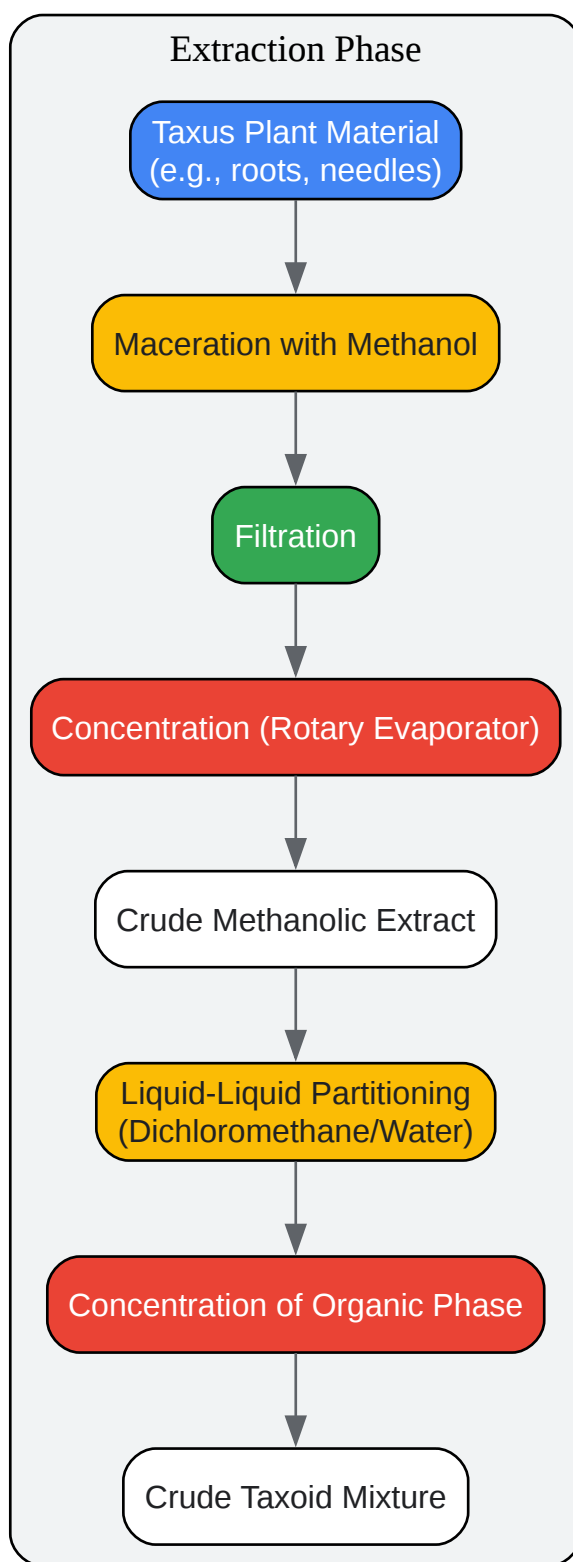 Extraction Phase
Taxus Plant Material
(e.g., roots, needles)
Maceration with Methanol
Filtration
Concentration (Rotary Evaporator)
Crude Methanolic Extract
Liquid-Liquid Partitioning
(Dichloromethane/Water)
Concentration of Organic Phase
Crude Taxoid Mixture